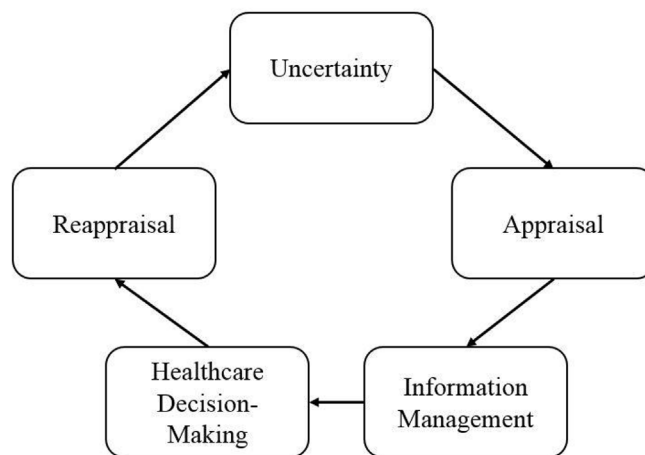 Uncertainty
Reappraisal
Appraisal
Healthcare
Decision-
Making
Information
Management